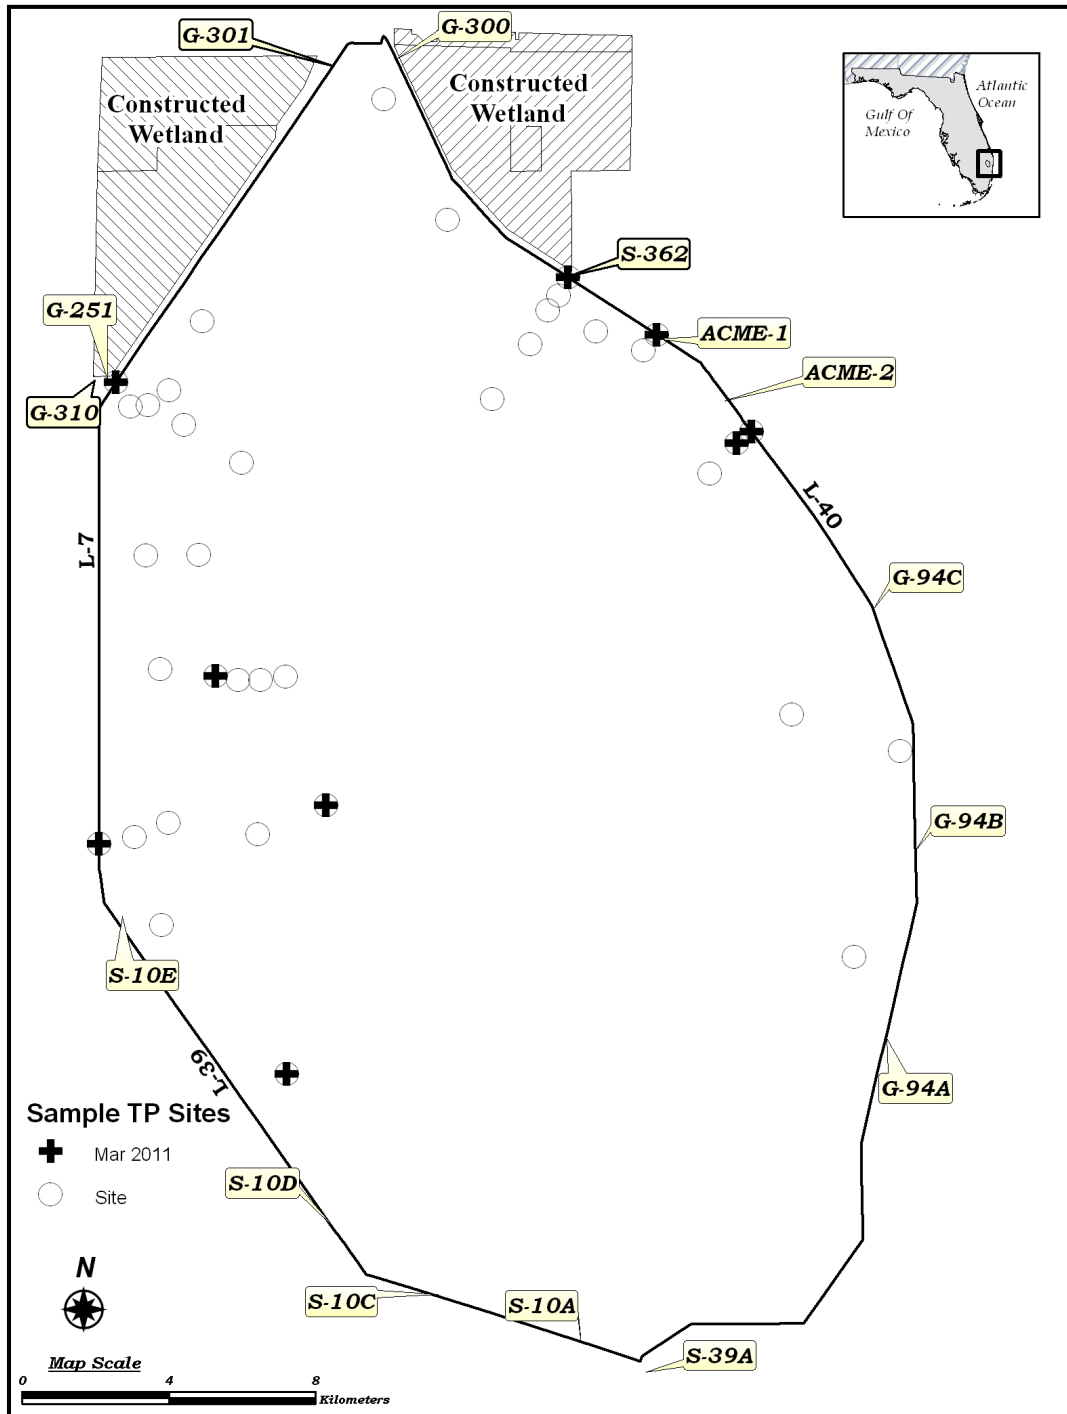 G-301
G-300
Constructed
Wetland
Constructed
Wetland
Gulf Of
Mexico
Atlantic
Ocean
S-362
G-251
ACME-1
ACME-2
G-310
L-40
L-7
G-94C
G-94B
S-10E
L-39
G-94A
Sample TP Sites
Mar 2011
Site
S-10D
N
S-10C
S-10A
S-39A
Map Scale
0 4 8
Kilometers